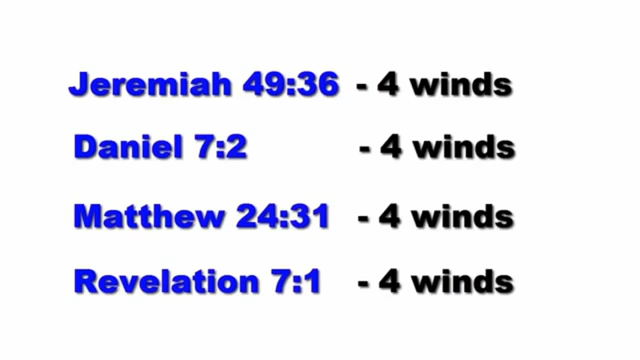 Jeremiah 49:36 - 4 winds
Daniel 7:2 - 4 winds
Matthew 24:31 - 4 winds
Revelation 7:1 - 4 winds